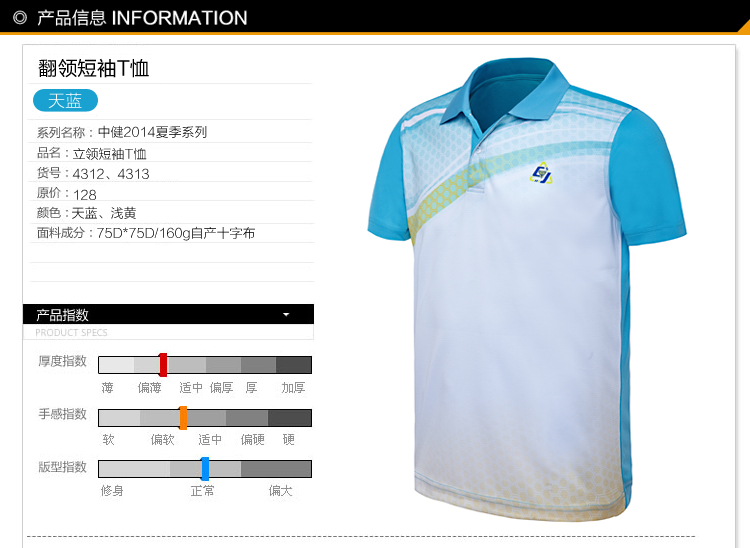 ◎ 产品信息 INFORMATION
翻领短袖T恤
天蓝
系列名称：中健2014夏季系列
品名：立领短袖T恤
货号：4312、4313
原价：128
颜色：天蓝、浅黄
面料成分：75D*75D/160g自产十字布
产品指数
PRODUCT SPECS
厚度指数
薄 偏薄 适中 偏厚 厚 加厚
手感指数
软 偏软 适中 偏硬 硬
版型指数
修身 正常 偏大